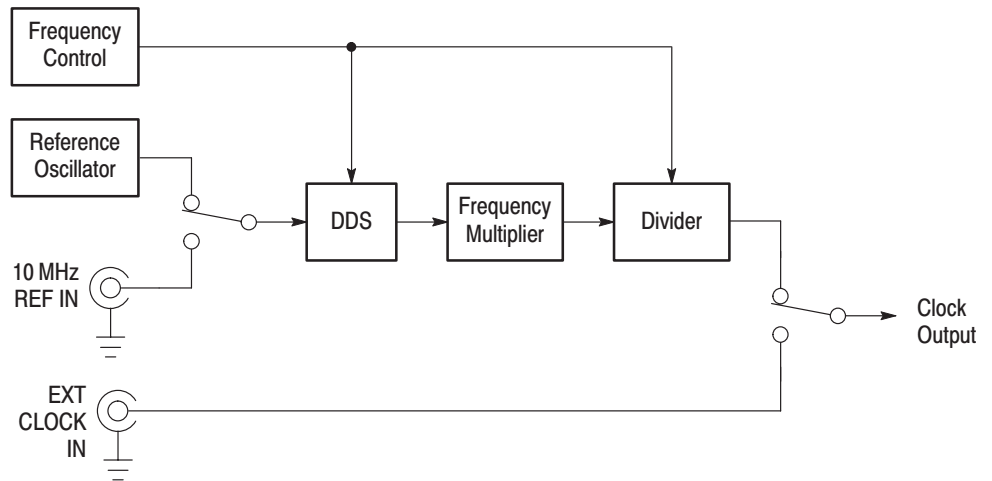 Frequency
Control
Reference
Oscillator
DDS
Frequency
Multiplier
Divider
10 MHz
REF IN
Clock
Output
EXT
CLOCK
IN